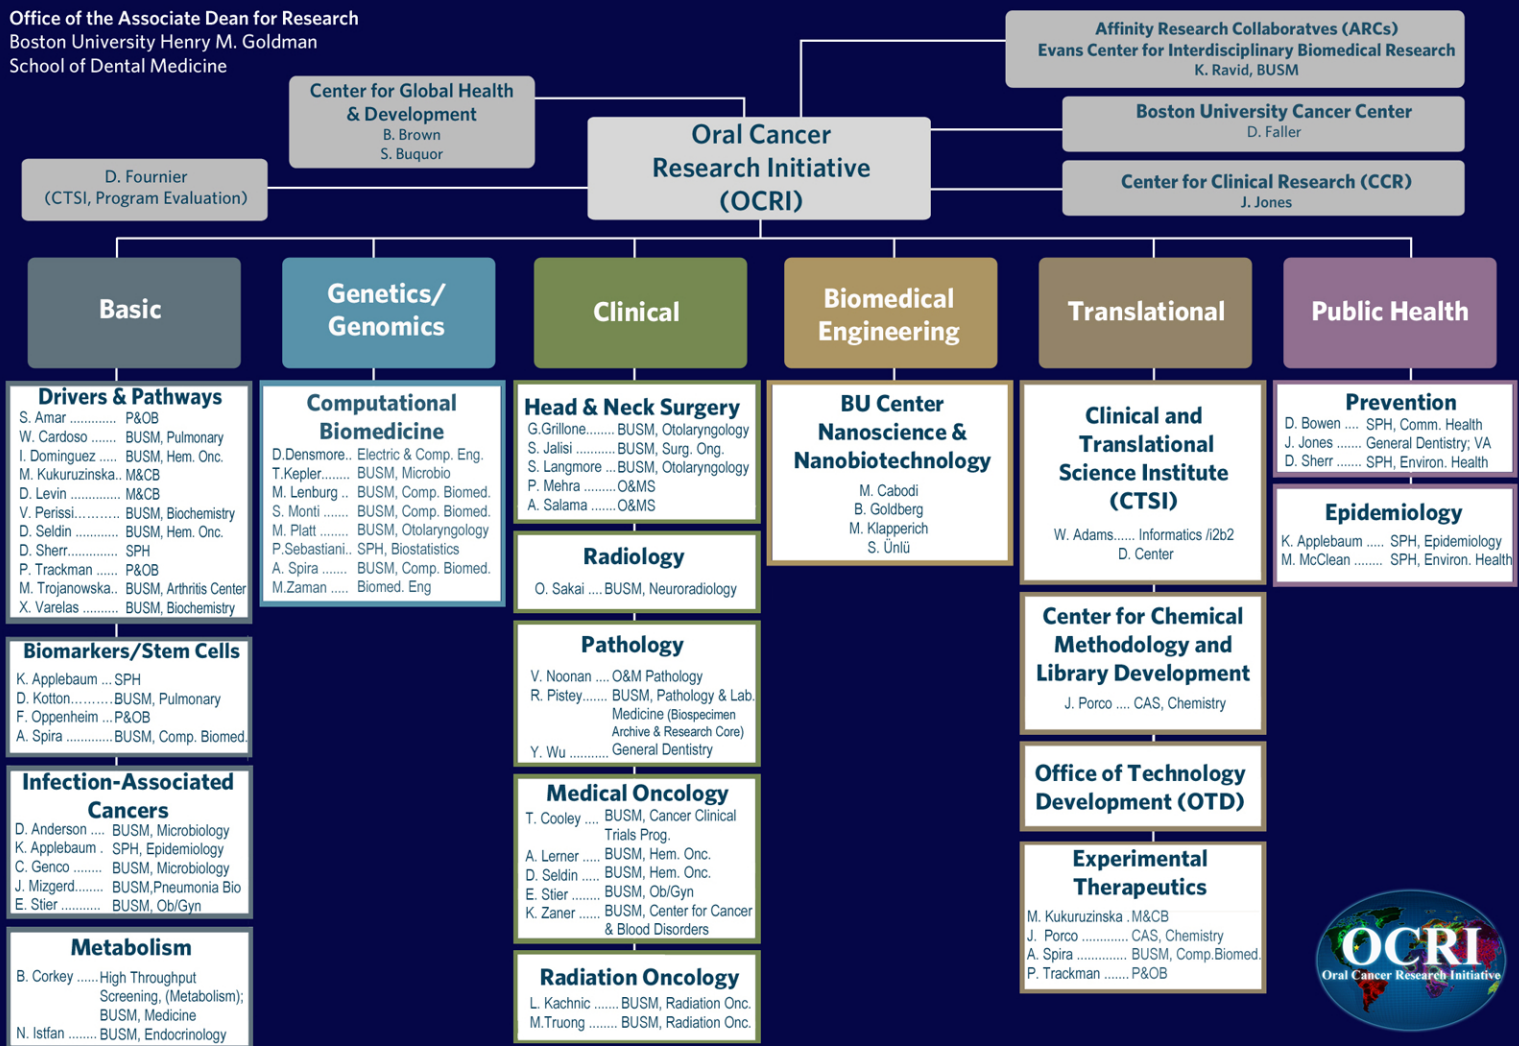 Office of the Associate Dean for Research
Boston University Henry M. Goldman
School of Dental Medicine
Affinity Research Collaboratves (ARCs)
Evans Center for Interdisciplinary Biomedical Research
K. Ravid, BUSM
Center for Global Health
& Development
B. Brown
S. Buquor
Boston University Cancer Center
D. Faller
Oral Cancer
Research Initiative
(OCRI)
D. Fournier
(CTSI, Program Evaluation)
Center for Clinical Research (CCR)
J. Jones
Basic
Drivers & Pathways
S. Amar ............. P&OB
W. Cardoso ....... BUSM, Pulmonary
I. Dominguez ..... BUSM, Hem. Onc.
M. Kukuruzinska.. M&CB
D. Levin .............. M&CB
V. Perissi.......... BUSM, Biochemistry
D. Seldin ............ BUSM, Hem. Onc.
D. Sherr.............. SPH
P. Trackman ...... P&OB
M. Trojanowska.. BUSM, Arthritis Center
X. Varelas .......... BUSM, Biochemistry
Biomarkers/Stem Cells
K. Applebaum ... SPH
D. Kotton......... BUSM, Pulmonary
F. Oppenheim ... P&OB
A. Spira ............. BUSM, Comp. Biomed.
Infection-Associated
Cancers
D. Anderson .... BUSM, Microbiology
K. Applebaum . SPH, Epidemiology
C. Genco ........ BUSM, Microbiology
J. Mizgerd........ BUSM,Pneumonia Bio
E. Stier ........... BUSM, Ob/Gyn
Metabolism
B. Corkey ...... High Throughput
Screening, (Metabolism);
BUSM, Medicine
N. Istfan ........ BUSM, Endocrinology
Genetics/
Genomics
Computational
Biomedicine
D.Densmore.. Electric & Comp. Eng.
T.Kepler....... BUSM, Microbio
M. Lenburg .. BUSM, Comp. Biomed.
S. Monti ....... BUSM, Comp. Biomed.
M. Platt ........ BUSM, Otolaryngology
P.Sebastiani.. SPH, Biostatistics
A. Spira ....... BUSM, Comp. Biomed.
M.Zaman ..... Biomed. Eng
Clinical
Head & Neck Surgery
G.Grillone........ BUSM, Otolaryngology
S. Jalisi ........... BUSM, Surg. Ong.
S. Langmore ... BUSM, Otolaryngology
P. Mehra ......... O&MS
A. Salama ....... O&MS
Radiology
O. Sakai .... BUSM, Neuroradiology
Pathology
V. Noonan .... O&M Pathology
R. Pistey....... BUSM, Pathology & Lab.
Medicine (Biospecimen
Archive & Research Core)
Y. Wu ........... General Dentistry
Medical Oncology
T. Cooley .... BUSM, Cancer Clinical
Trials Prog.
A. Lerner ..... BUSM, Hem. Onc.
D. Seldin ..... BUSM, Hem. Onc.
E. Stier ........ BUSM, Ob/Gyn
K. Zaner ...... BUSM, Center for Cancer
& Blood Disorders
Radiation Oncology
L. Kachnic ....... BUSM, Radiation Onc.
M.Truong ........ BUSM, Radiation Onc.
Biomedical
Engineering
BU Center
Nanoscience &
Nanobiotechnology
M. Cabodi
B. Goldberg
M. Klapperich
S. Ünlü
Translational
Clinical and
Translational
Science Institute
(CTSI)
W. Adams...... Informatics /i2b2
D. Center
Center for Chemical
Methodology and
Library Development
J. Porco .... CAS, Chemistry
Office of Technology
Development (OTD)
Experimental
Therapeutics
M. Kukuruzinska . M&CB
J. Porco ............ CAS, Chemistry
A. Spira ............. BUSM, Comp.Biomed.
P. Trackman ....... P&OB
Public Health
Prevention
D. Bowen .... SPH, Comm. Health
J. Jones ....... General Dentistry; VA
D. Sherr ....... SPH, Environ. Health
Epidemiology
K. Applebaum ..... SPH, Epidemiology
M. McClean ........ SPH, Environ. Health
OCRI
Oral Cancer Research Initiative